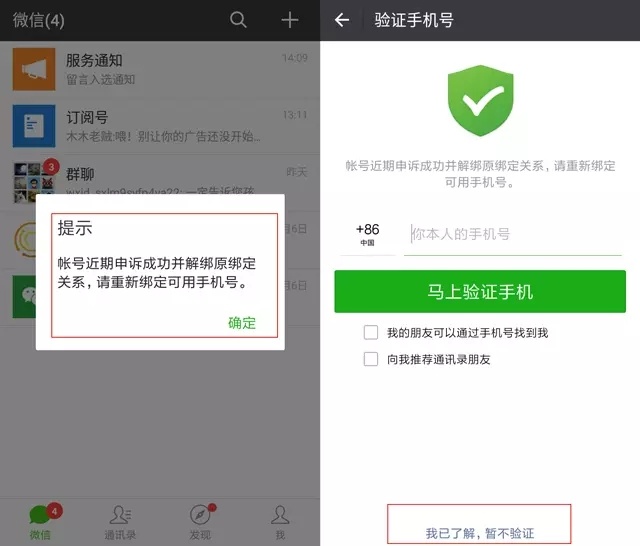 微信(4)
服务通知
14:09
留言入选通知
订阅号
13:11
木木老贼:喂！别让你的广告还没开始...
3
群聊
昨天
wxid_sxlm9syfp4va22: 一定告诉您孩...
提示
帐号近期申诉成功并解绑原绑定
关系，请重新绑定可用手机号。
确定
月6日
月6日
4
微信
通讯录
发现
我
验证手机号
帐号近期申诉成功并解绑原绑定关系，请重新绑定
可用手机号。
+86
中国
你本人的手机号
马上验证手机
我的朋友可以通过手机号找到我
向我推荐通讯录朋友
我已了解，暂不验证